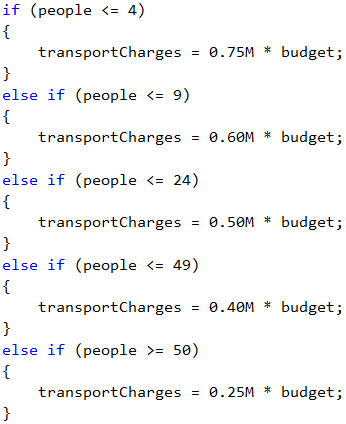 if (people <= 4)
{
    transportCharges = 0.75M * budget;
}
else if (people <= 9)
{
    transportCharges = 0.60M * budget;
}
else if (people <= 24)
{
    transportCharges = 0.50M * budget;
}
else if (people <= 49)
{
    transportCharges = 0.40M * budget;
}
else if (people >= 50)
{
    transportCharges = 0.25M * budget;
}